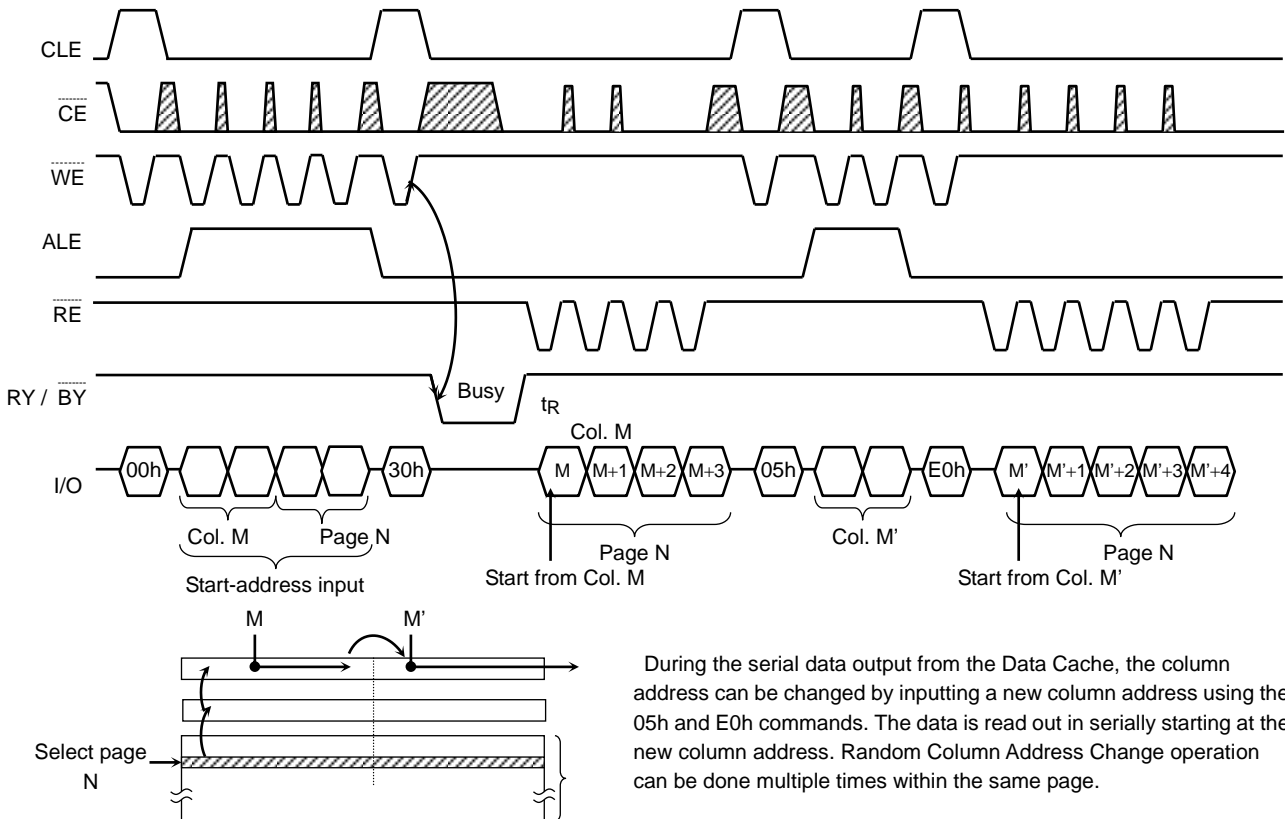 CLE
CE
WE
ALE
RE
RY / BY
Busy
tR
Col. M
I/O
00h
30h
M
M+1
M+2
M+3
05h
E0h
M'
M'+1
M'+2
M'+3
M'+4
Col. M
Page N
Page N
Col. M'
Page N
Start-address input
Start from Col. M
Start from Col. M'
M
M'
Select page
N
During the serial data output from the Data Cache, the column
address can be changed by inputting a new column address using the
05h and E0h commands. The data is read out in serially starting at the
new column address. Random Column Address Change operation
can be done multiple times within the same page.